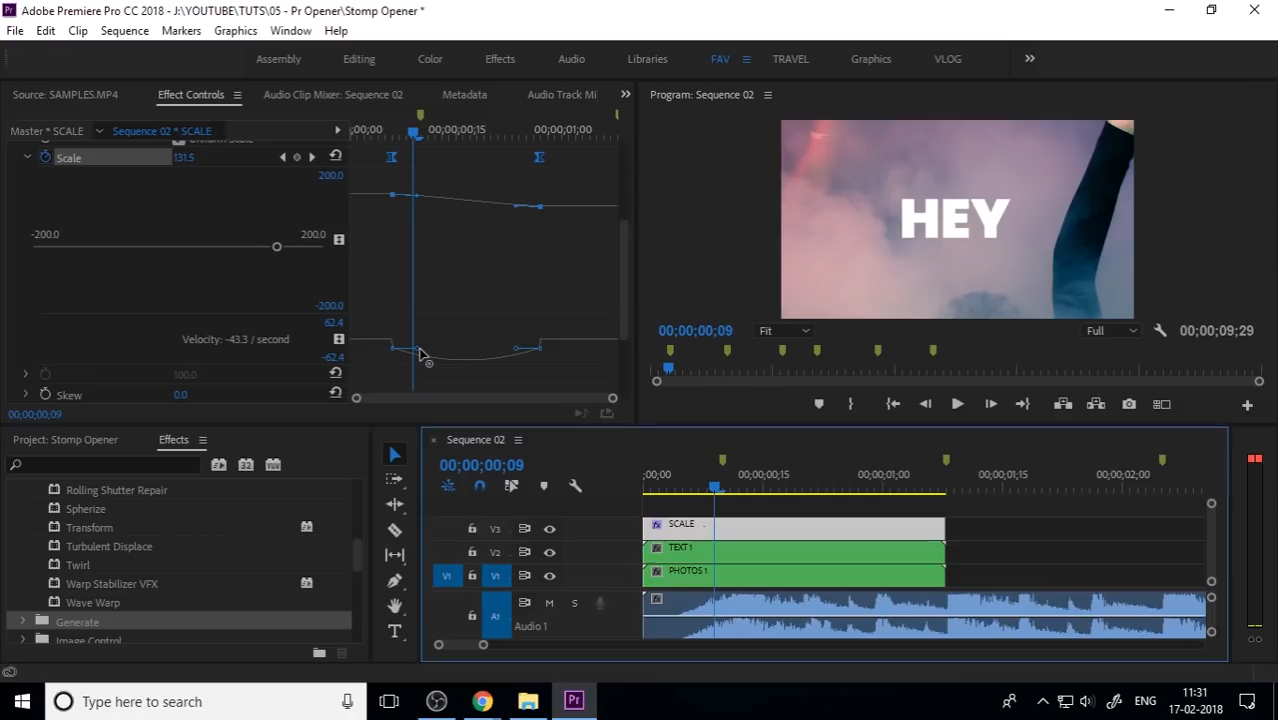 Adobe Premiere Pro CC 2018 - J:\YOUTUBE\TUTS\05 - Pr Opener\Stomp Opener *
File Edit Clip Sequence Markers Graphics Window Help
Assembly Editing Color Effects Audio Libraries FAV TRAVEL Graphics VLOG
Source: SAMPLES.MP4 Effect Controls Audio Clip Mixer: Sequence 02 Metadata Audio Track Mi
Program: Sequence 02
Master * SCALE Sequence 02 * SCALE
;00;00 00;00;00;15 00;00;01;00
Scale 131.5
200.0
-200.0 200.0
-200.0
62.4
Velocity: -43.3 / second
-62.4
100.0
Skew 0.0
00;00;00;09
HEY
00;00;00;09 Fit Full 00;00;09;29
Project: Stomp Opener Effects
Rolling Shutter Repair
Spherize
Transform
Turbulent Displace
Twirl
Warp Stabilizer VFX
Wave Warp
Generate
Image Control
Sequence 02
00;00;00;09
;00;00 00;00;00;15 00;00;01;00 00;00;01;15 00;00;02;00
V3 SCALE
V2 TEXT 1
V1 V1 PHOTOS 1
A1 M S
Audio 1
Type here to search
ENG
11:31
17-02-2018